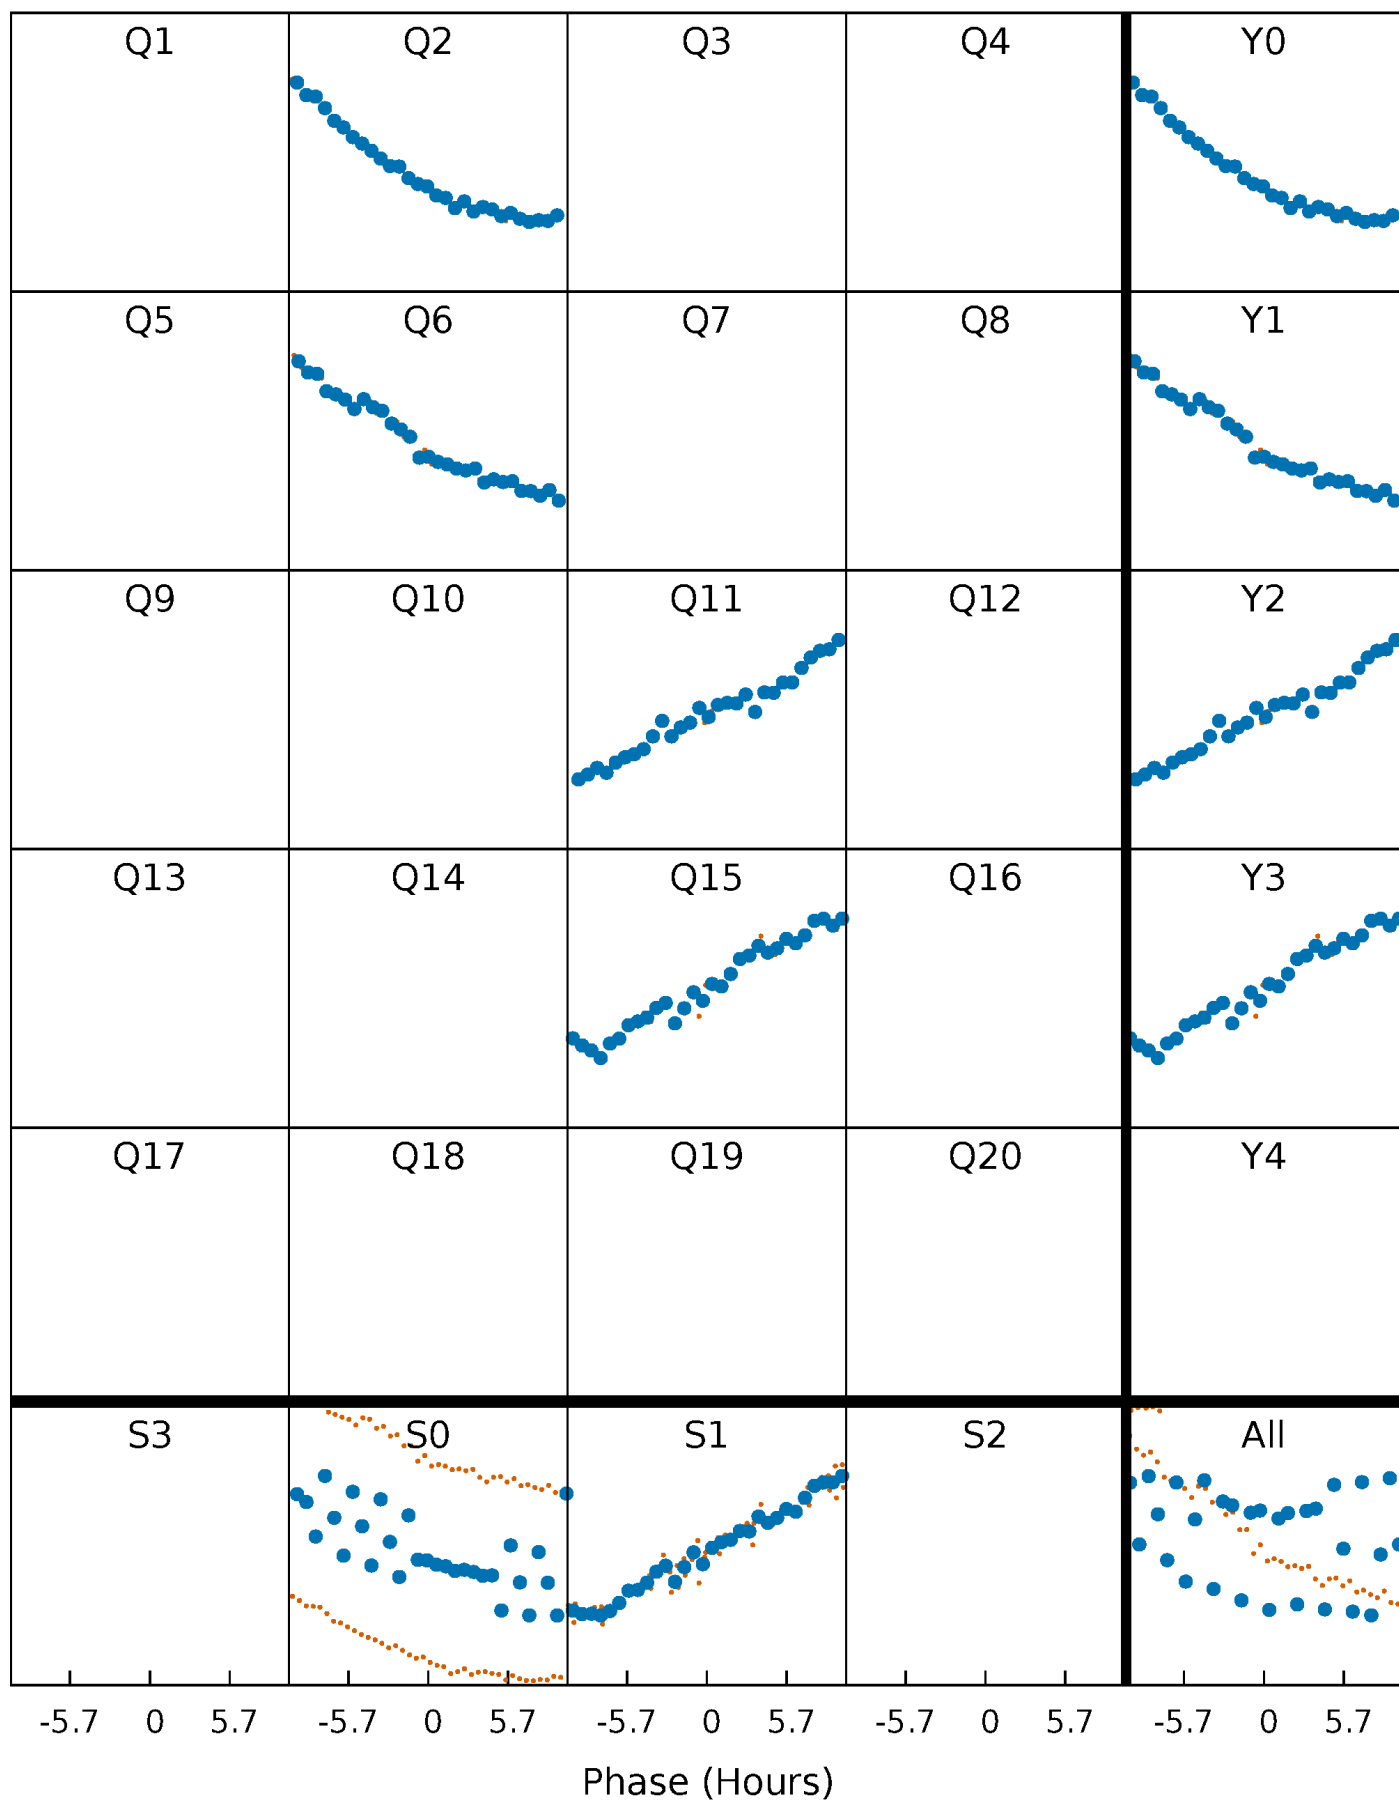 Q1 Q2 Q3 Q4 Y0
Q5 Q6 Q7 Q8 Y1
Q9 Q10 Q11 Q12 Y2
Q13 Q14 Q15 Q16 Y3
Q17 Q18 Q19 Q20 Y4
S3 S0 S1 S2 All
-5.7 0 5.7 -5.7 0 5.7 -5.7 0 5.7 -5.7 0 5.7 -5.7 0 5.7
Phase (Hours)